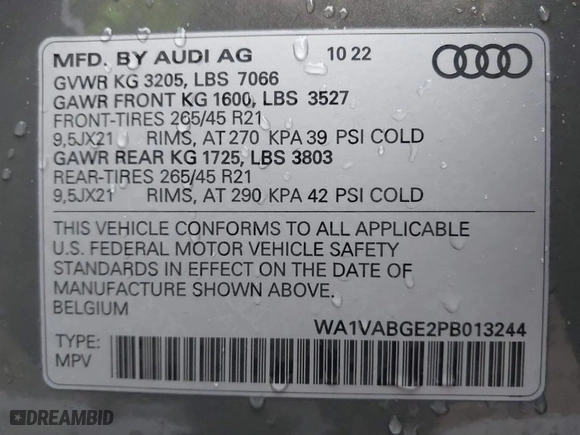 MFD. BY AUDI AG 10 22
GVWR KG 3205, LBS 7066
GAWR FRONT KG 1600, LBS 3527
FRONT-TIRES 265/45 R21
9,5JX21 RIMS, AT 270 KPA 39 PSI COLD
GAWR REAR KG 1725, LBS 3803
REAR-TIRES 265/45 R21
9,5JX21 RIMS, AT 290 KPA 42 PSI COLD
THIS VEHICLE CONFORMS TO ALL APPLICABLE
U.S. FEDERAL MOTOR VEHICLE SAFETY
STANDARDS IN EFFECT ON THE DATE OF
MANUFACTURE SHOWN ABOVE.
BELGIUM
WA1VABGE2PB013244
TYPE:
MPV
DREAMBID